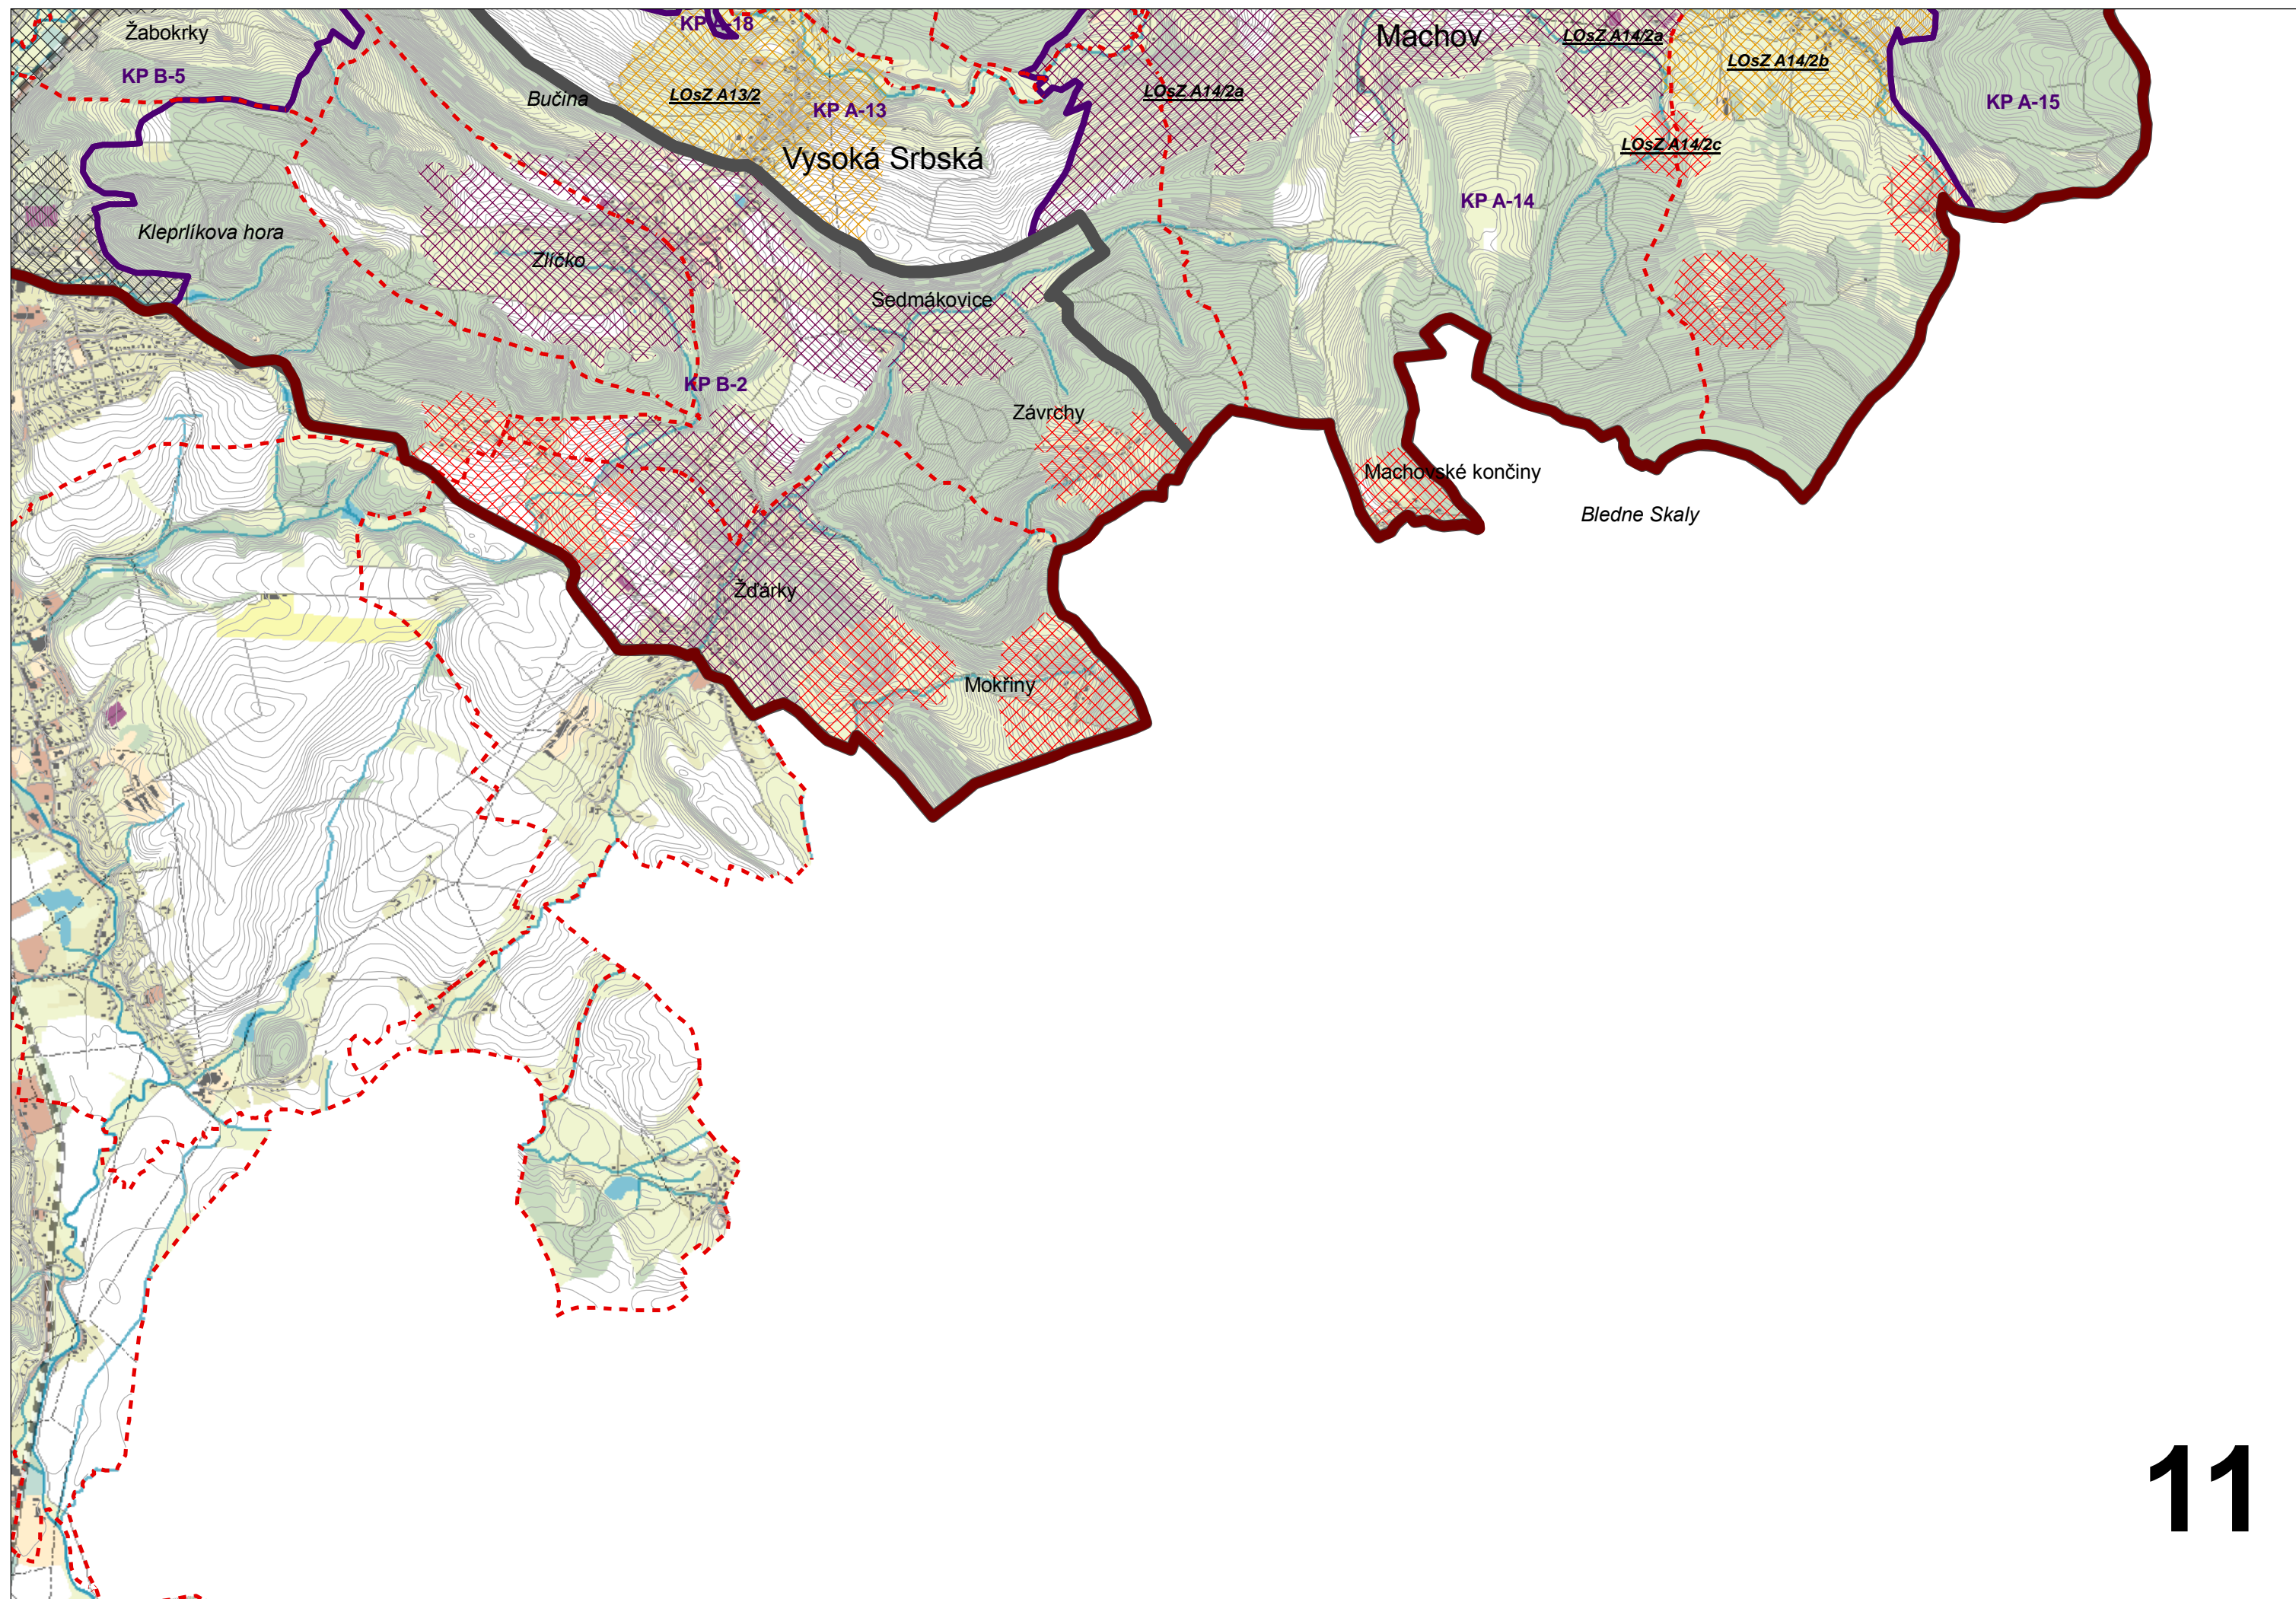 KP A-18
Žabokrky
Machov
LOsZ A14/2a
LOsZ A14/2b
KP B-5
LOsZ A13/2
Bučina
LOsZ A14/2a
KP A-15
KP A-13
LOsZ A14/2c
Vysoká Srbská
KP A-14
Kleprlíkova hora
Zlíčko
Sedmákovice
KP B-2
Závrchy
Machovské končiny
Bledne Skaly
Žďárky
Mokřiny
11